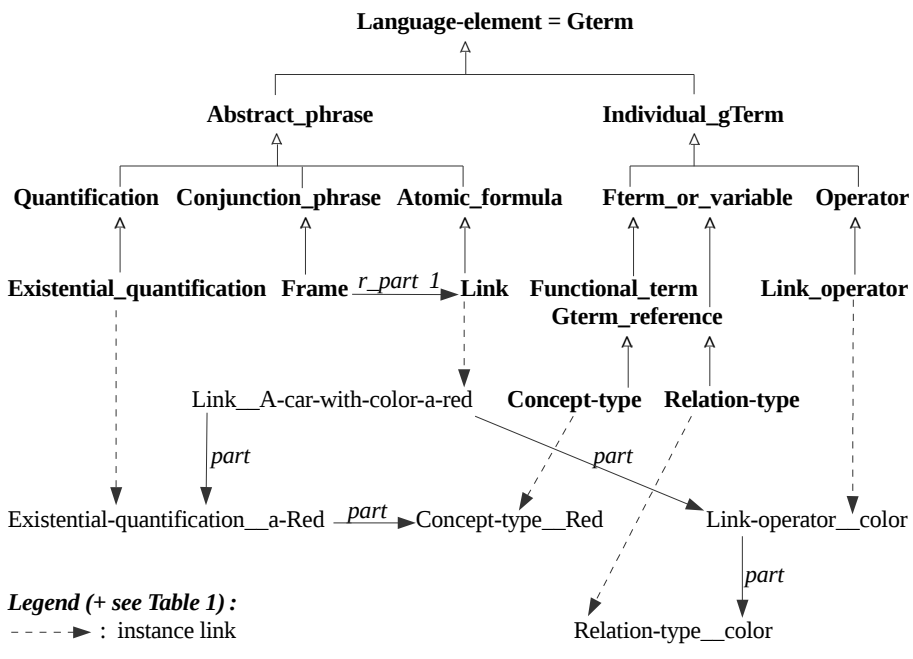 Language-element = Gterm
Abstract_phrase Individual_gTerm
Quantification Conjunction_phrase Atomic_formula Fterm_or_variable Operator
Existential_quantification Frame r_part 1 Link Functional_term Link_operator
Gterm_reference
Link__A-car-with-color-a-red Concept-type Relation-type
part part
Existential-quantification__a-Red part Concept-type__Red Link-operator__color
part
Legend (+ see Table 1) :
: instance link Relation-type__color